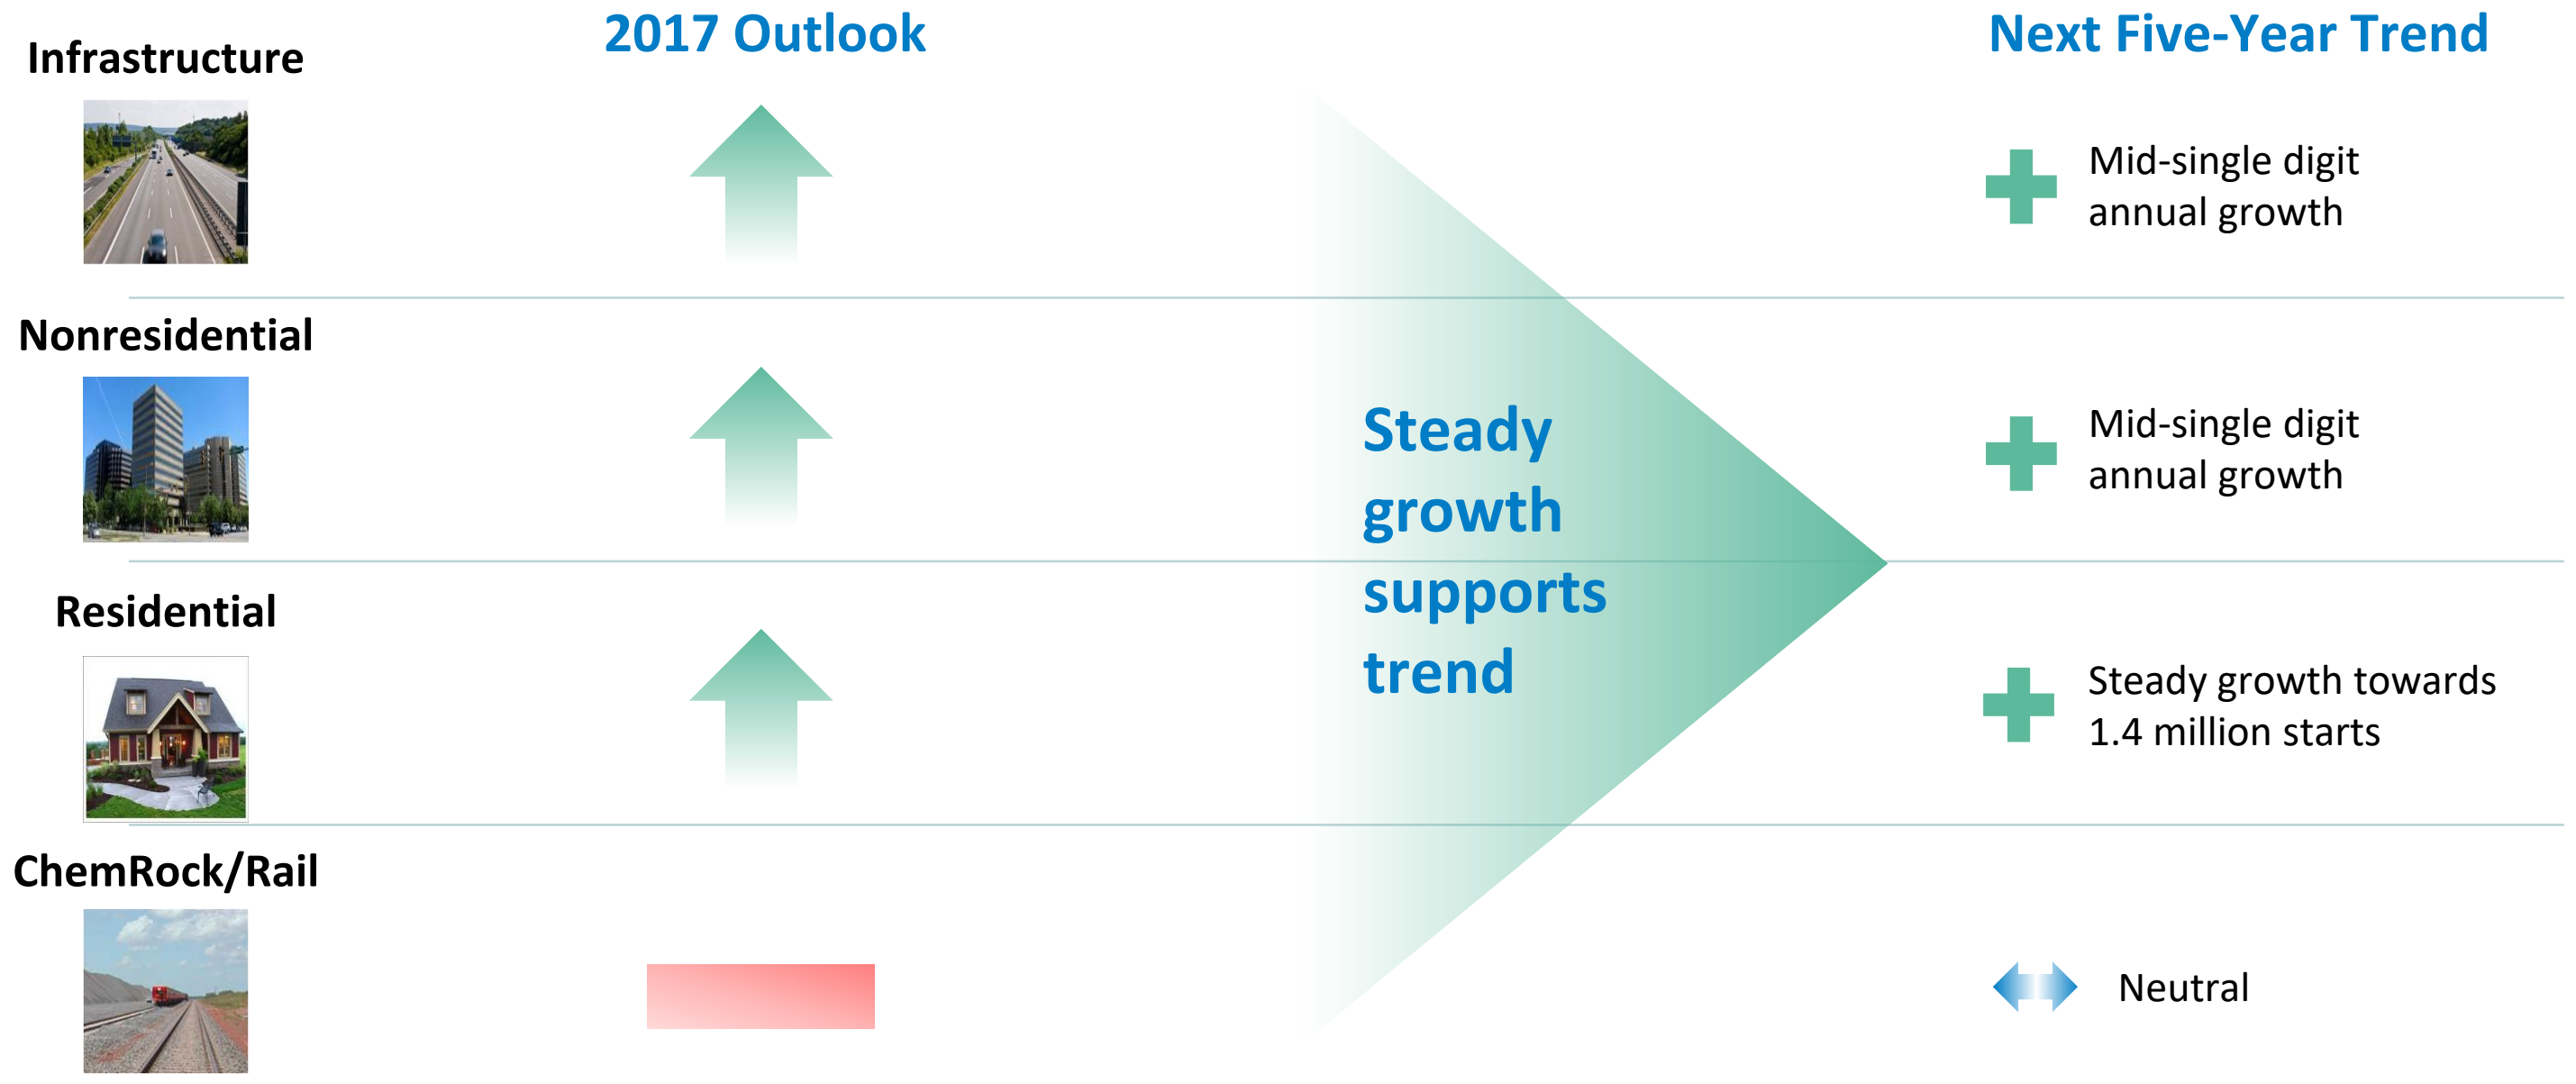 2017 Outlook
Next Five-Year Trend
Infrastructure
Mid-single digit
annual growth
Nonresidential
Mid-single digit
annual growth
Steady
growth
supports
trend
Residential
Steady growth towards
1.4 million starts
ChemRock/Rail
Neutral